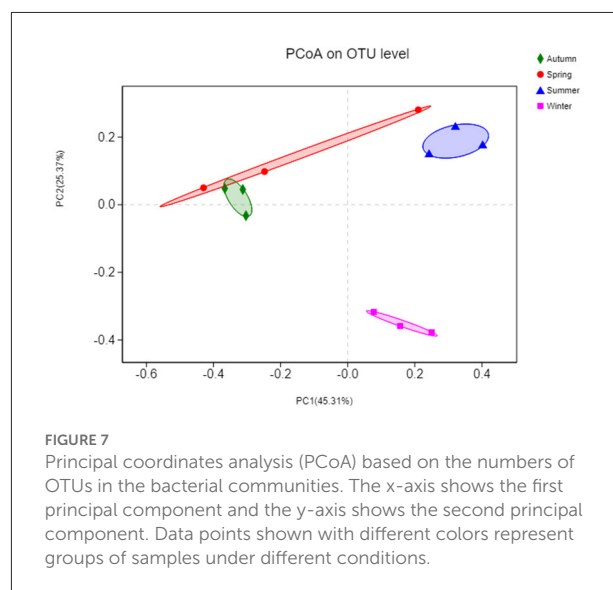 PCoA on OTU level
Autumn
Spring
Summer
Winter
PC2(25.37%)
0.2
0.0
-0.2
-0.4
-0.6 -0.4 -0.2 -0.0 0.2 0.4
PC1(45.31%)
FIGURE 7
Principal coordinates analysis (PCoA) based on the numbers of
OTUs in the bacterial communities. The x-axis shows the first
principal component and the y-axis shows the second principal
component. Data points shown with different colors represent
groups of samples under different conditions.